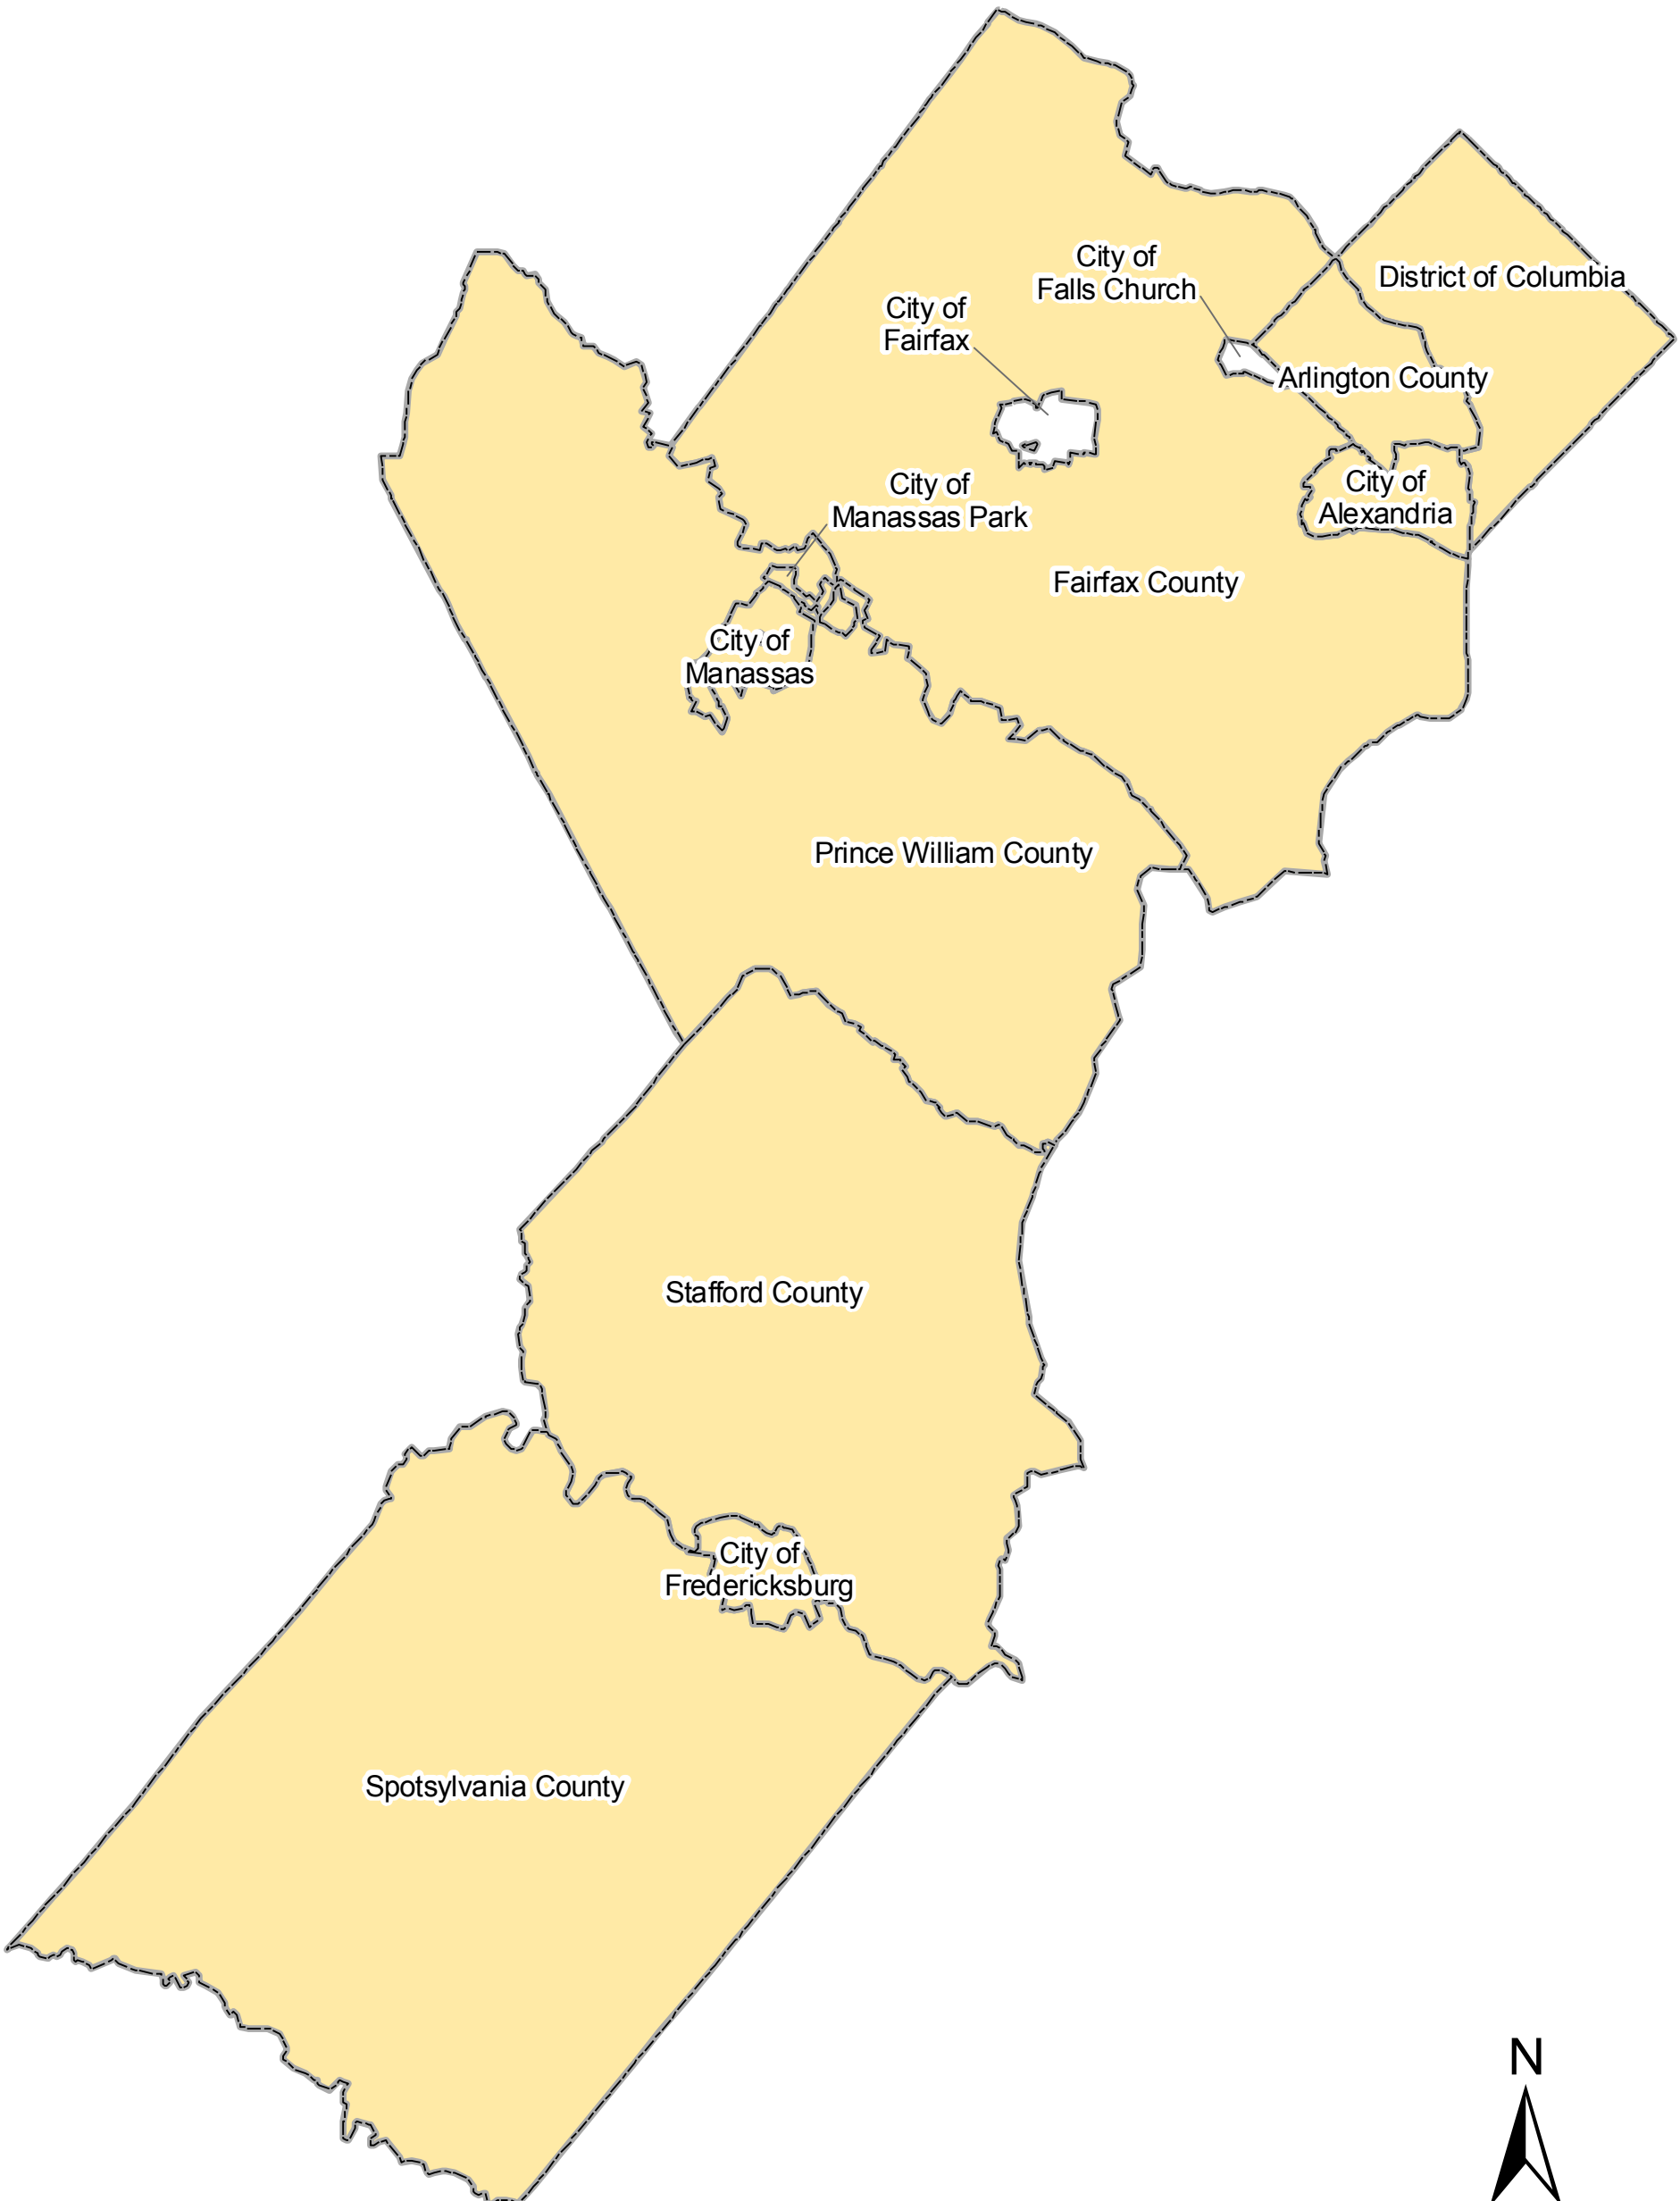 City of
Falls Church
District of Columbia
City of
Fairfax
Arlington County
City of
Manassas Park
City of
Alexandria
Fairfax County
City of
Manassas
Prince William County
Stafford County
City of
Fredericksburg
Spotsylvania County
N